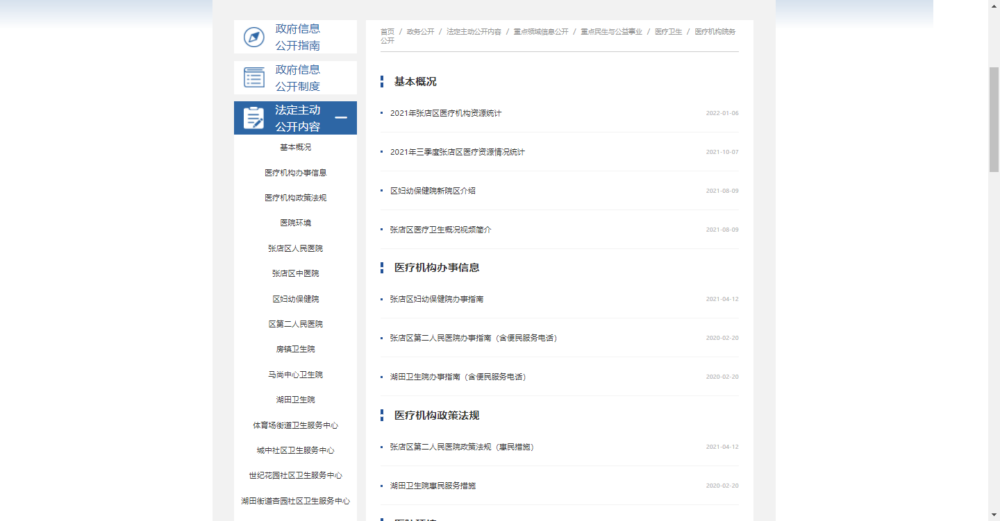 政府信息
公开指南
政府信息
公开制度
法定主动
公开内容
基本概况
医疗机构办事信息
医疗机构政策法规
医院环境
张店区人民医院
张店区中医院
区妇幼保健院
区第二人民医院
房镇卫生院
马尚中心卫生院
湖田卫生院
体育场街道卫生服务中心
城中社区卫生服务中心
世纪花园社区卫生服务中心
湖田街道杏园社区卫生服务中心
首页 / 政务公开 / 法定主动公开内容 / 重点领域信息公开 / 重点民生与公益事业 / 医疗卫生 / 医疗机构院务
公开
基本概况
2021年张店区医疗机构资源统计 2022-01-06
2021年三季度张店区医疗资源情况统计 2021-10-07
区妇幼保健院新院区介绍 2021-08-09
张店区医疗卫生概况视频简介 2021-08-09
医疗机构办事信息
张店区妇幼保健院办事指南 2021-04-12
张店区第二人民医院办事指南（含便民服务电话） 2020-02-20
湖田卫生院办事指南（含便民服务电话） 2020-02-20
医疗机构政策法规
张店区第二人民医院政策法规（惠民措施） 2021-04-12
湖田卫生院惠民服务措施 2020-02-20